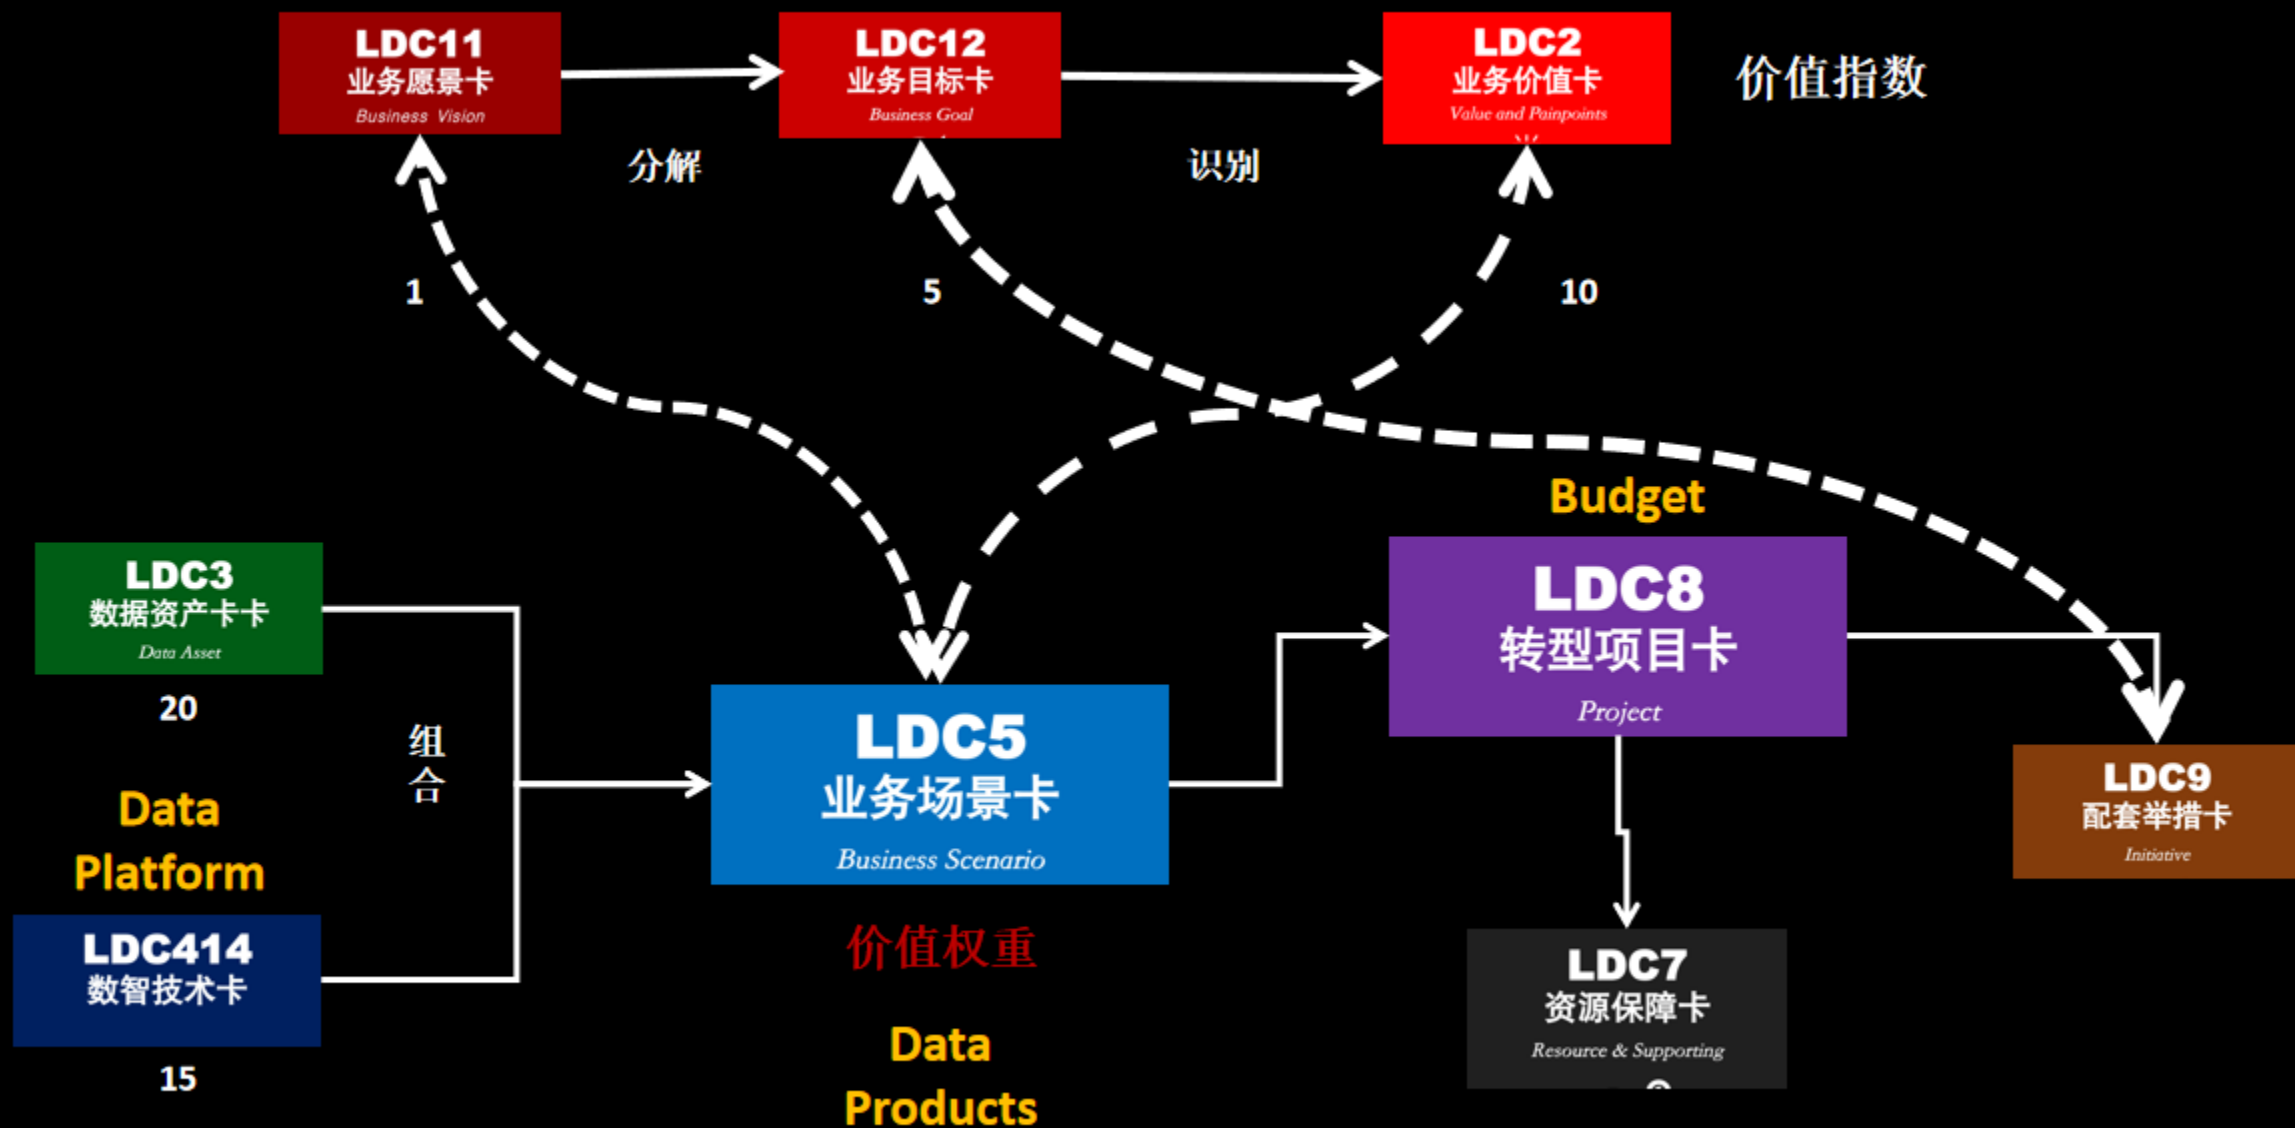 LDC11
业务愿景卡
Business Vision
LDC12
业务目标卡
Business Goal
LDC2
业务价值卡
Value and Painpoints
价值指数
分解
识别
1
5
10
Budget
LDC3
数据资产卡卡
Data Asset
20
组
合
Data
Platform
LDC414
数智技术卡
15
LDC5
业务场景卡
Business Scenario
价值权重
Data
Products
LDC8
转型项目卡
Project
LDC9
配套举措卡
Initiative
LDC7
资源保障卡
Resource & Supporting